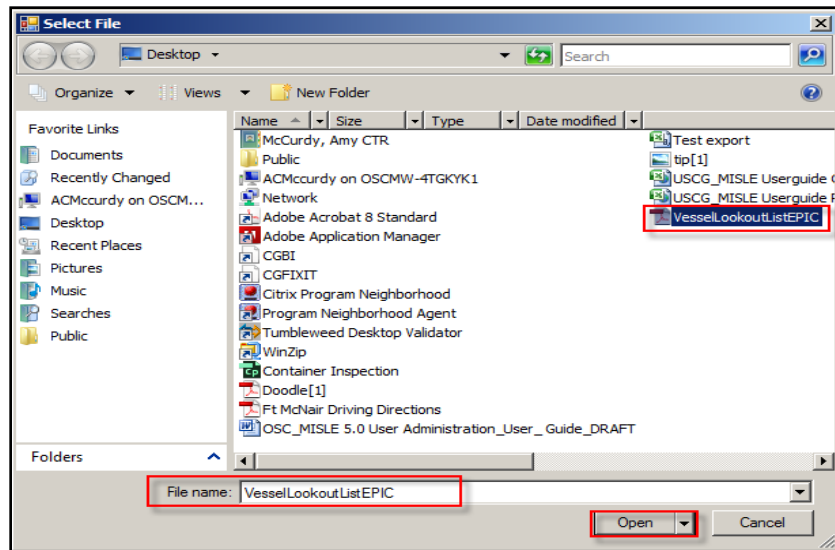 Select File
Desktop
Search
Organize Views New Folder
Favorite Links
Documents
Recently Changed
ACMccurdy on OSCM...
Desktop
Recent Places
Pictures
Music
Searches
Public
Folders
Name Size Type Date modified
McCurdy, Amy CTR
Public
ACMccurdy on OSCMW-4TGKYK1
Network
Adobe Acrobat 8 Standard
Adobe Application Manager
CGBI
CGFIXIT
Citrix Program Neighborhood
Program Neighborhood Agent
Tumbleweed Desktop Validator
WinZip
Container Inspection
Doodle[1]
Ft McNair Driving Directions
OSC_MISLE 5.0 User Administration_User_ Guide_DRAFT
Test export
tip[1]
USCG_MISLE Userguide
USCG_MISLE Userguide
VesselLookoutListEPIC
File name: VesselLookoutListEPIC
Open Cancel